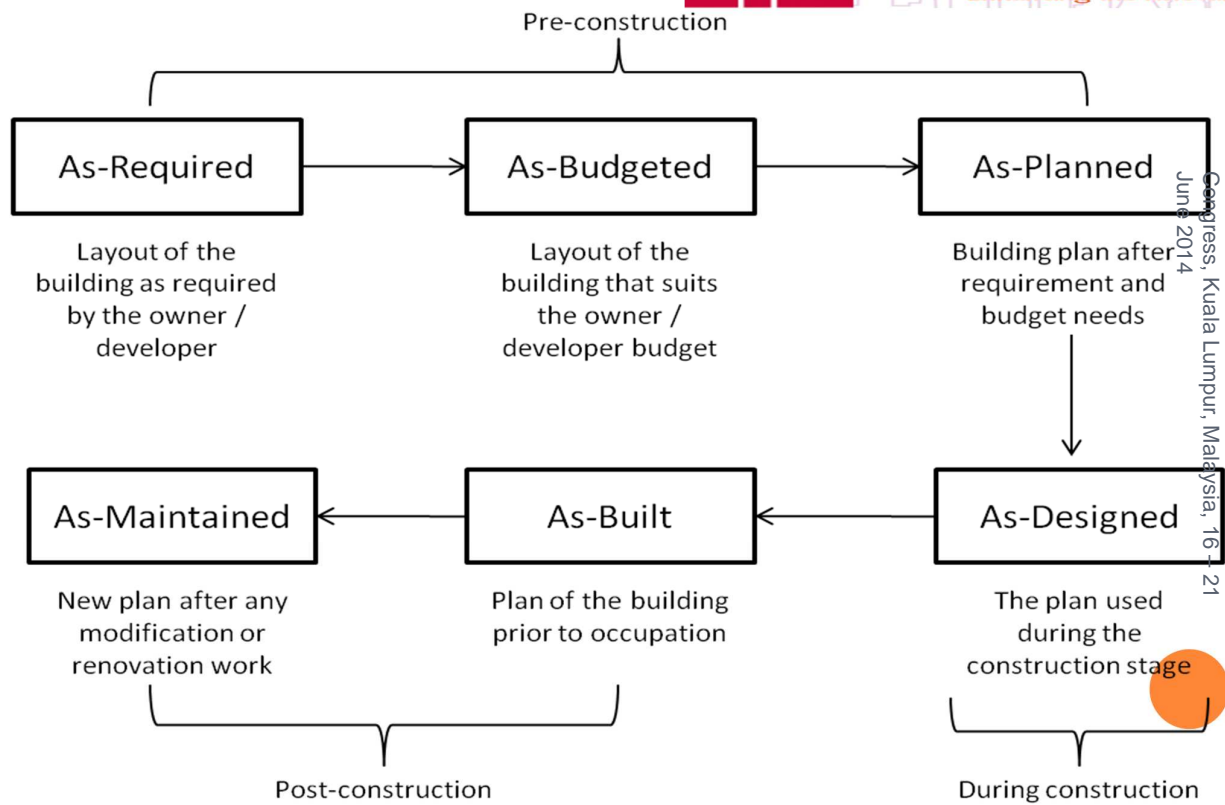 Pre-construction
As-Required
As-Budgeted
As-Planned
Layout of the
building as required
by the owner /
developer
Layout of the
building that suits
the owner /
developer budget
Building plan after
requirement and
budget needs
As-Maintained
As-Built
As-Designed
New plan after any
modification or
renovation work
Plan of the building
prior to occupation
The plan used
during the
construction stage
Post-construction
During construction
Congress, Kuala Lumpur, Malaysia, 16 – 21
June 2014